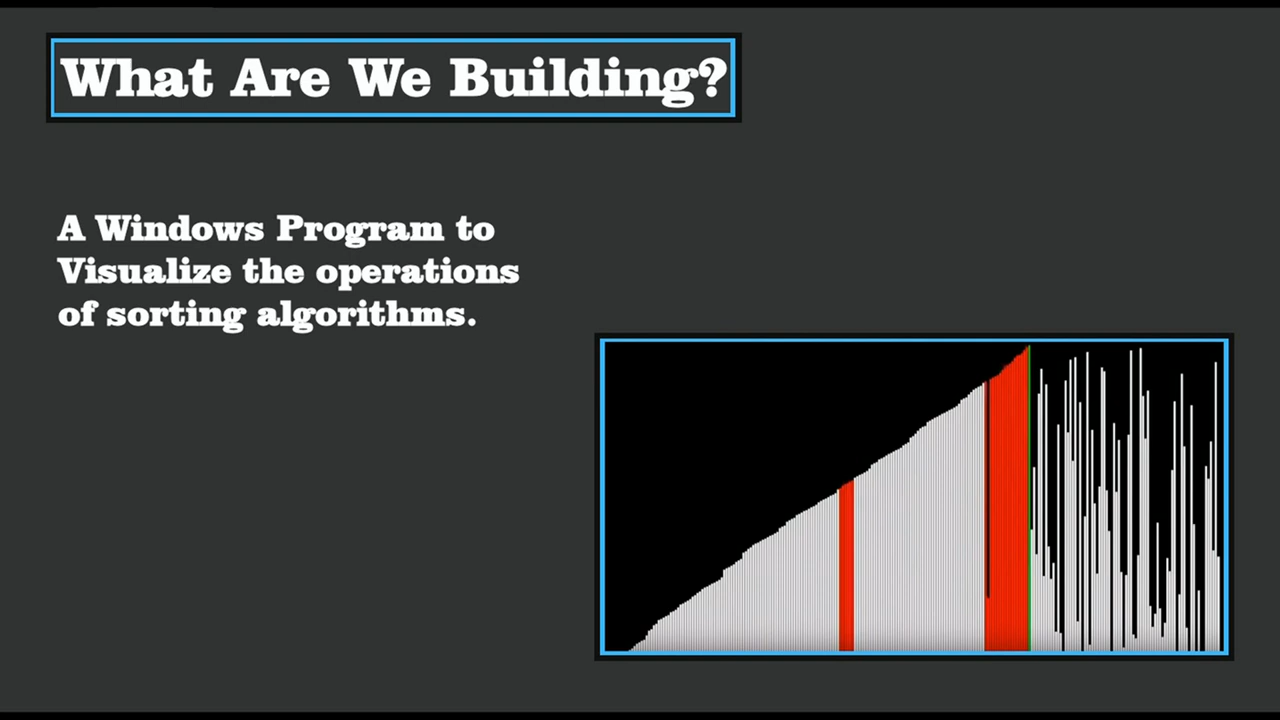 What Are We Building?
A Windows Program to
Visualize the operations
of sorting algorithms.